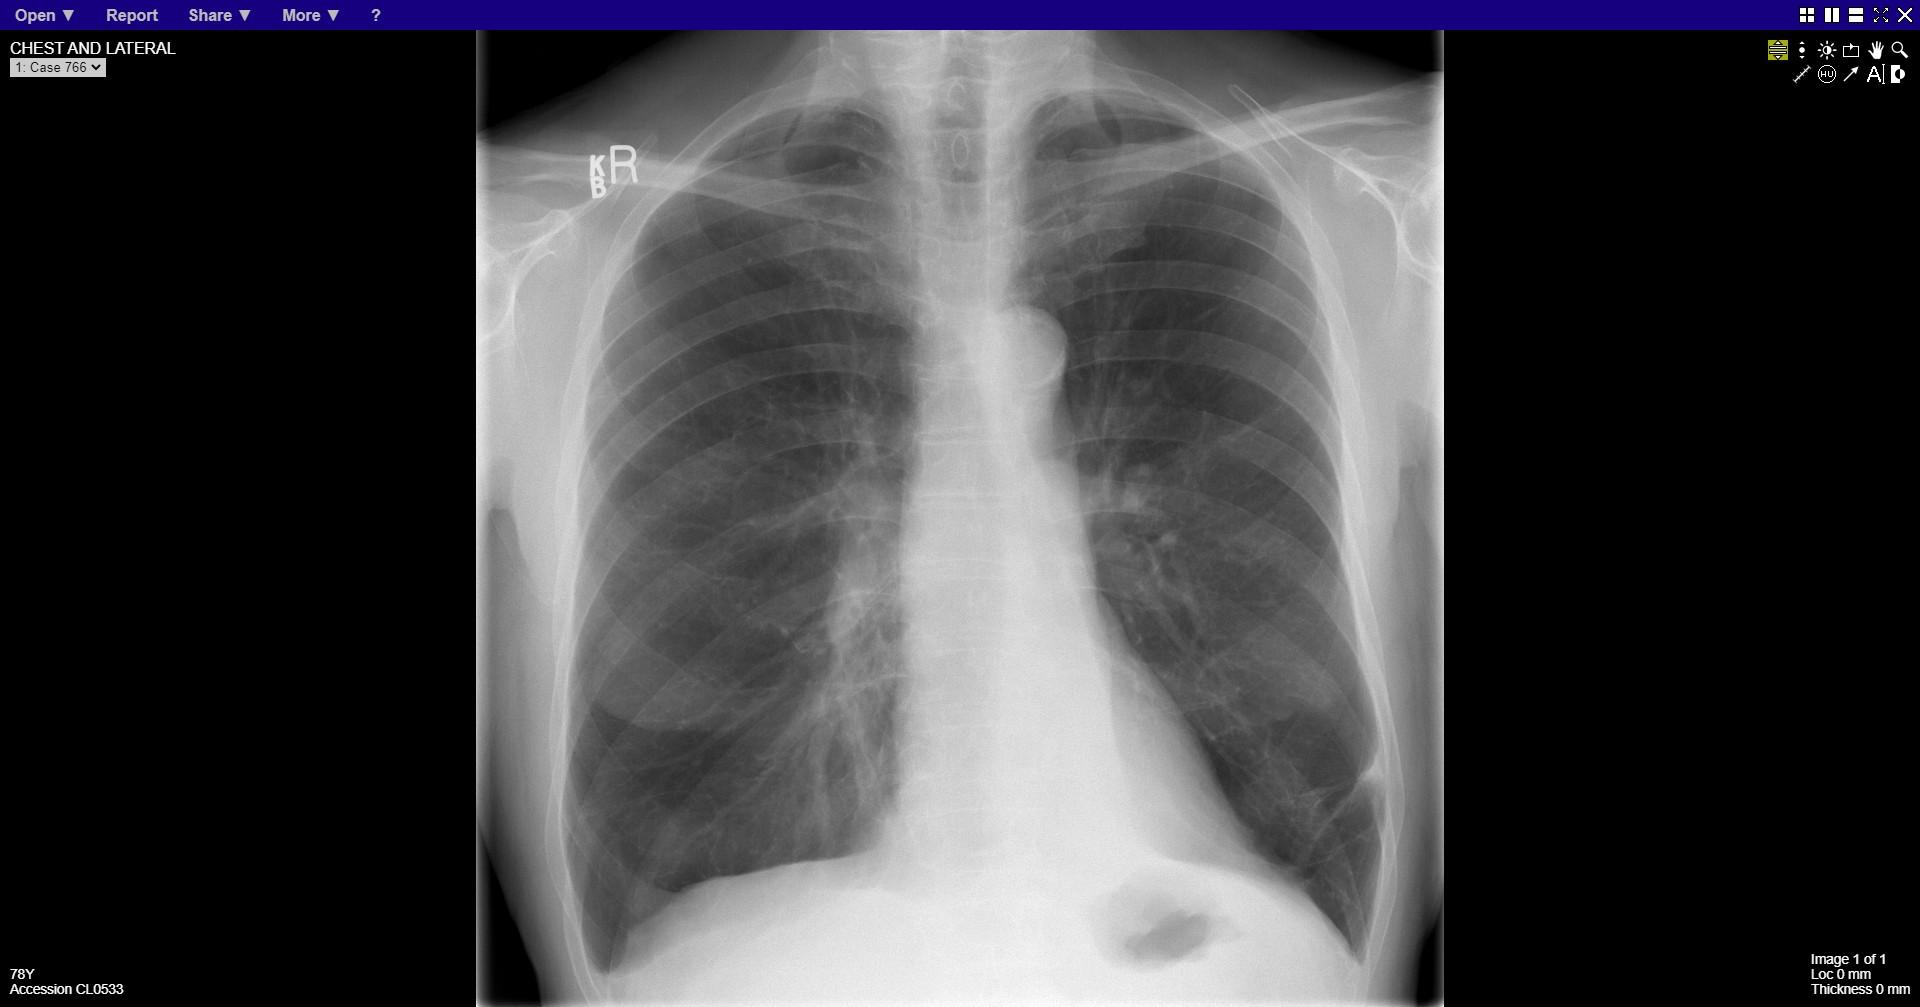 Open ▼ Report Share ▼ More ▼ ?
CHEST AND LATERAL
1: Case 766
HU
A
K
B
R
78Y
Accession CL0533
Image 1 of 1
Loc 0 mm
Thickness 0 mm